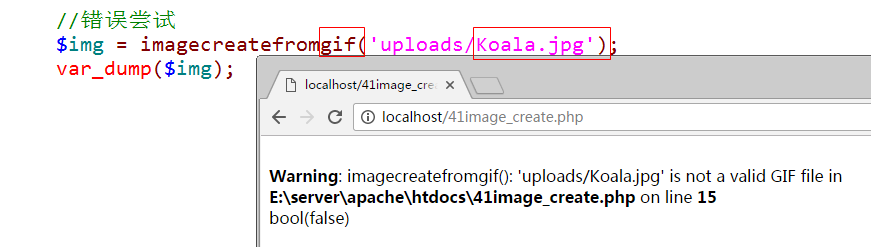 //错误尝试
$img = imagecreatefromgif('uploads/Koala.jpg');
var_dump($img);
localhost/41image_cre
localhost/41image_create.php
Warning: imagecreatefromgif(): 'uploads/Koala.jpg' is not a valid GIF file in
E:\server\apache\htdocs\41image_create.php on line 15
bool(false)